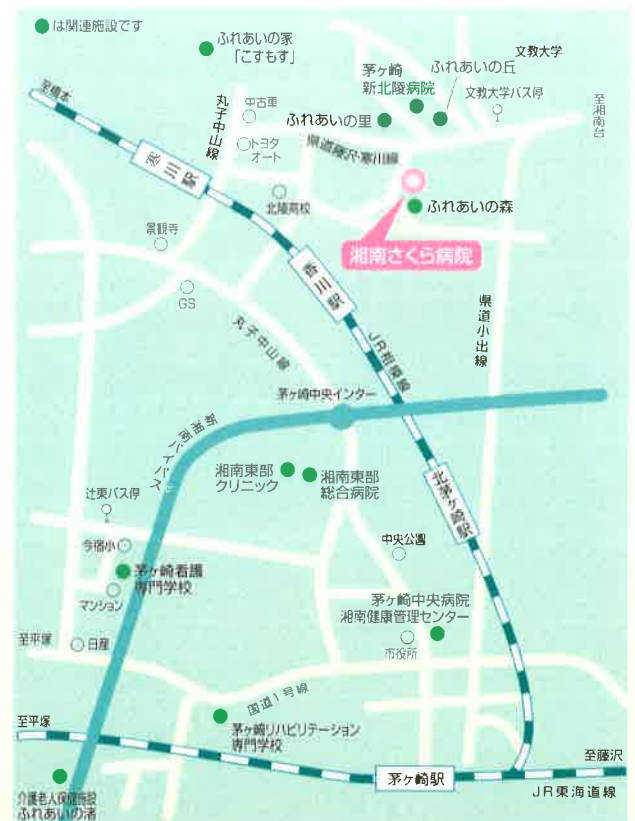 ●は関連施設です
ふれあいの家
「こすもす」
文教大学
茅ヶ崎
新北陵病院
ふれあいの丘
文教大学バス停
至湘南台
至橋本
丸子中山線
中古車
トヨタ
オート
ふれあいの里
県道藤沢・寒川線
寒川駅
北陵高校
ふれあいの森
湘南さくら病院
景観寺
GS
香川駅
丸子中山線
県道小出線
JR相模線
茅ヶ崎中央インター
新湘南バイパス
湘南東部
クリニック
湘南東部
総合病院
北茅ヶ崎駅
辻東バス停
今宿小
茅ヶ崎看護
専門学校
マンション
中央公園
茅ヶ崎中央病院
湘南健康管理センター
市役所
至平塚
日産
国道1号線
茅ヶ崎リハビリテーション
専門学校
至平塚
茅ヶ崎駅
至藤沢
JR東海道線
介護老人保健施設
ふれあいの渚